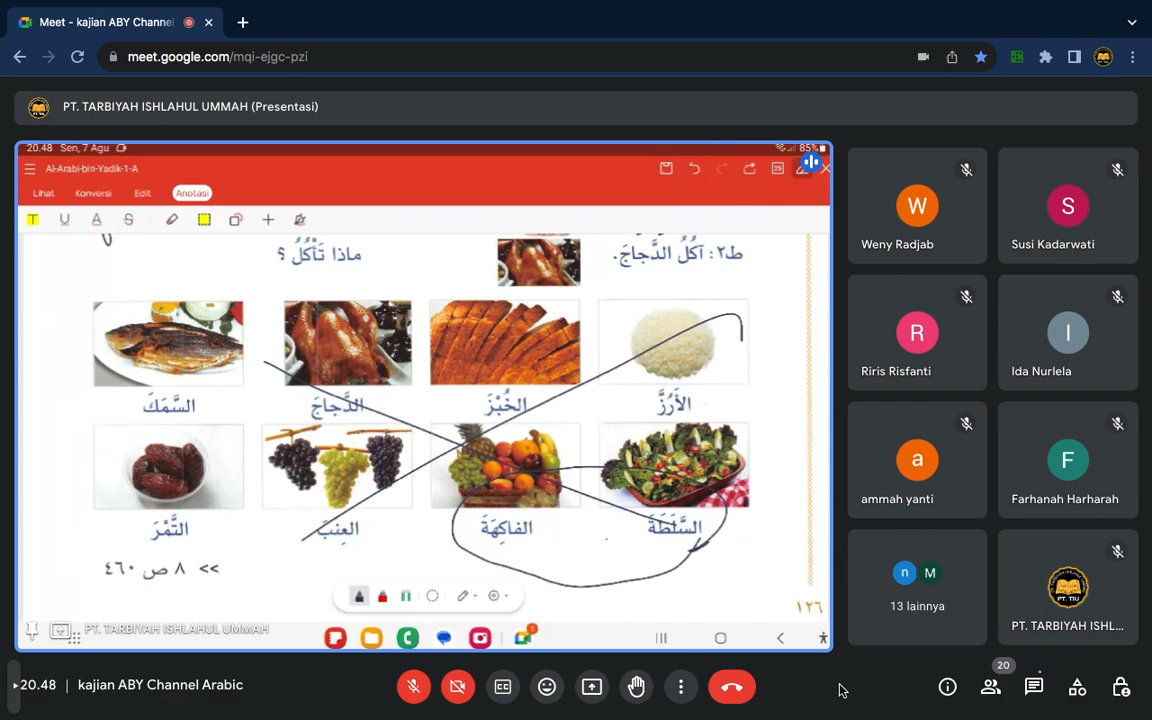 Meet - kajian ABY Channel
meet.google.com/mqi-ejgc-pzi
PT. TARBIYAH ISHLAHUL UMMAH (Presentasi)
20.48 Sen, 7 Agu
85%
Al-Arabi-bin-Yadik-1-A
Lihat Konversi Edit Anotasi
T U A S
ط٢: آكُلُ الدَّجاجَ.
ماذا تَأْكُلُ ؟
الأَرُزَّ الخُبْزَ الدَّجاجَ السَّمَكَ
السَّلَطَةَ الفاكِهَةَ العِنَبَ التَّمْرَ
>> ٨ ص ٤٦٠
١٢٦
PT. TARBIYAH ISHLAHUL UMMAH
W
Weny Radjab
S
Susi Kadarwati
R
Riris Risfanti
I
Ida Nurlela
a
ammah yanti
F
Farhanah Harharah
n M
13 lainnya
PT. TIU
PT. TARBIYAH ISHL...
20.48 | kajian ABY Channel Arabic
20